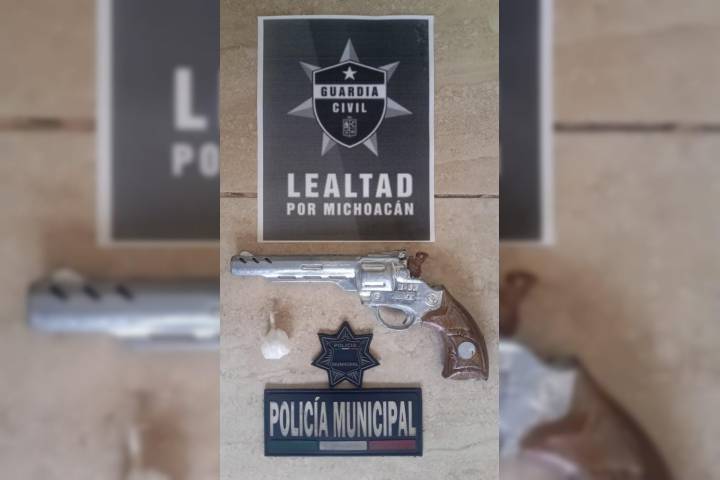 GUARDIA
CIVIL
LEALTAD
POR MICHOACÁN
POLICÍA
MUNICIPAL
POLICÍA MUNICIPAL